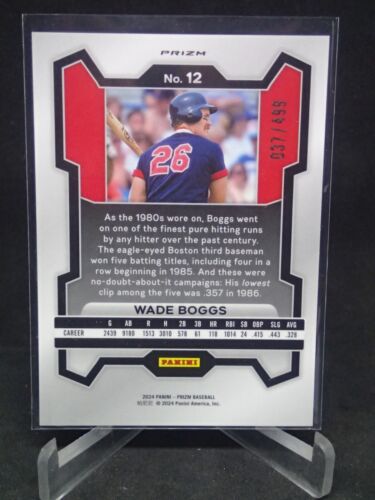 PRIZM
No. 12
037/499
26
As the 1980s wore on, Boggs went
on one of the finest pure hitting runs
by any hitter over the past century.
The eagle-eyed Boston third baseman
won five batting titles, including four in a
row beginning in 1985. And these were
no-doubt-about-it campaigns: His lowest
clip among the five was .357 in 1986.
WADE BOGGS
G AB R H 2B 3B HR RBI SB OBP SLG AVG
CAREER 2439 9180 1513 3010 578 61 118 1014 24 .415 .443 .328
PANINI
2024 PANINI - PRIZM BASEBALL
© 2024 Panini America, Inc.